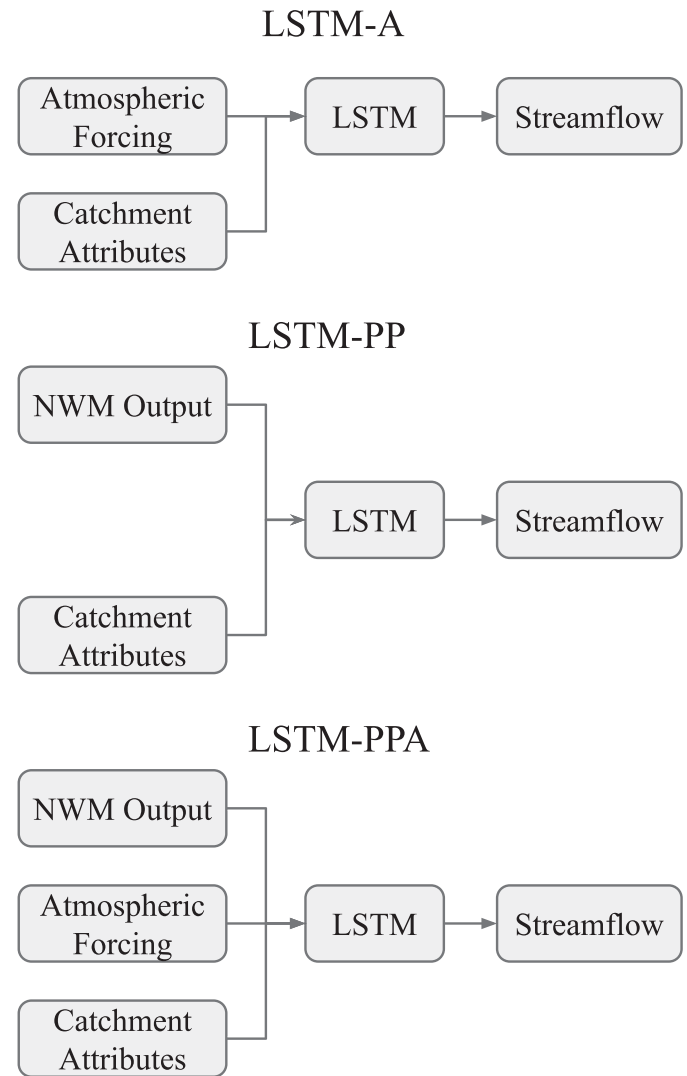 LSTM-A
Atmospheric
Forcing
LSTM
Streamflow
Catchment
Attributes
LSTM-PP
NWM Output
LSTM
Streamflow
Catchment
Attributes
LSTM-PPA
NWM Output
Atmospheric
Forcing
LSTM
Streamflow
Catchment
Attributes